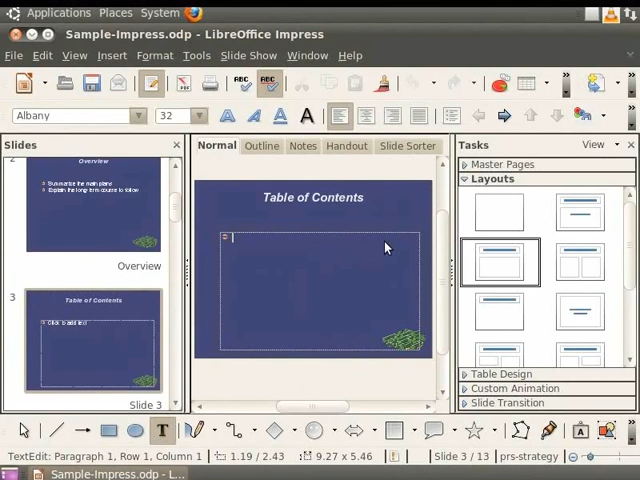 Applications Places System
Sample-Impress.odp - LibreOffice Impress
File Edit View Insert Format Tools Slide Show Window Help
ABC ABC
Albany 32 A A A A
Slides
Normal Outline Notes Handout Slide Sorter
Tasks View
Master Pages
Layouts
2
Overview
Summarize the main plans
Explain the long-term course to follow
Overview
3
Table of Contents
Click to add text
Slide 3
Table of Contents
Table Design
Custom Animation
Slide Transition
T
A
TextEdit: Paragraph 1, Row 1, Column 1 1.19 / 2.43 9.27 x 5.46 Slide 3 / 13 prs-strategy
Sample-Impress.odp - L...